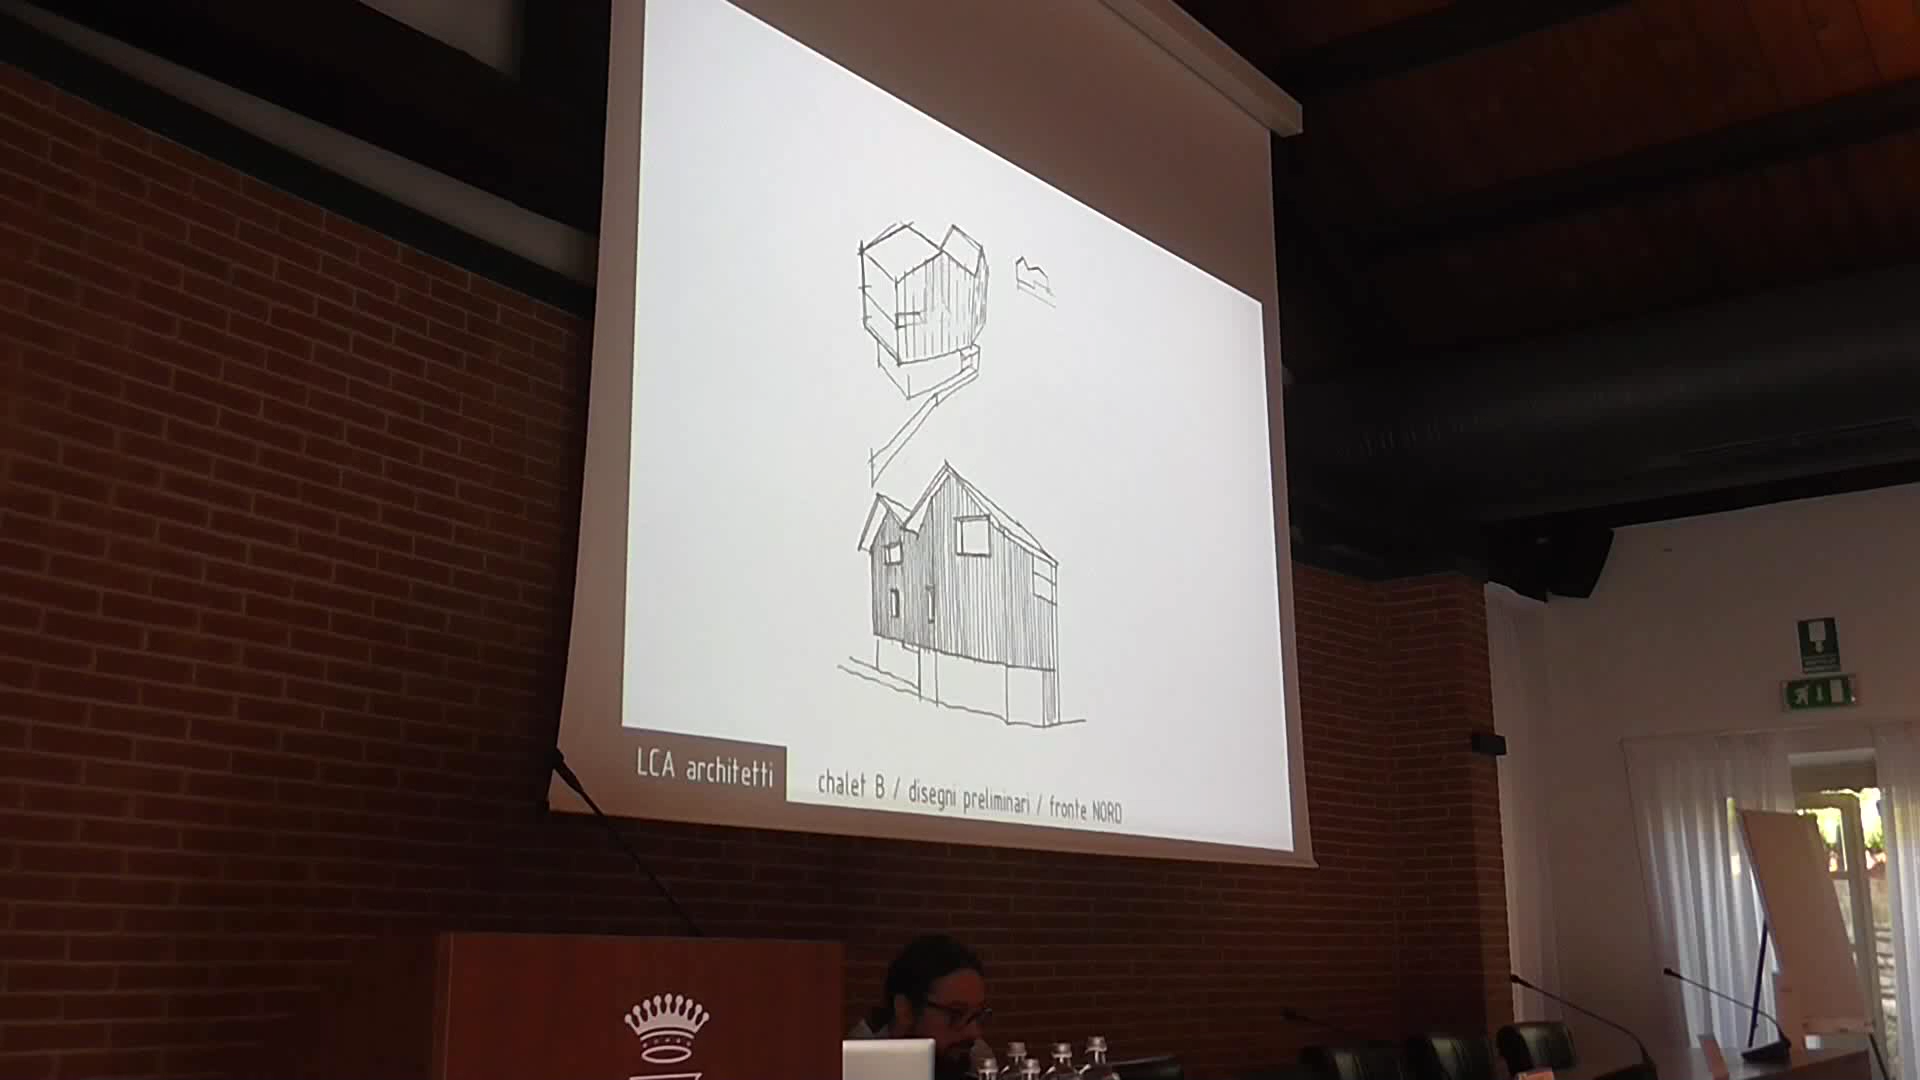 LCA architetti
chalet B / disegni preliminari / fronte NORD